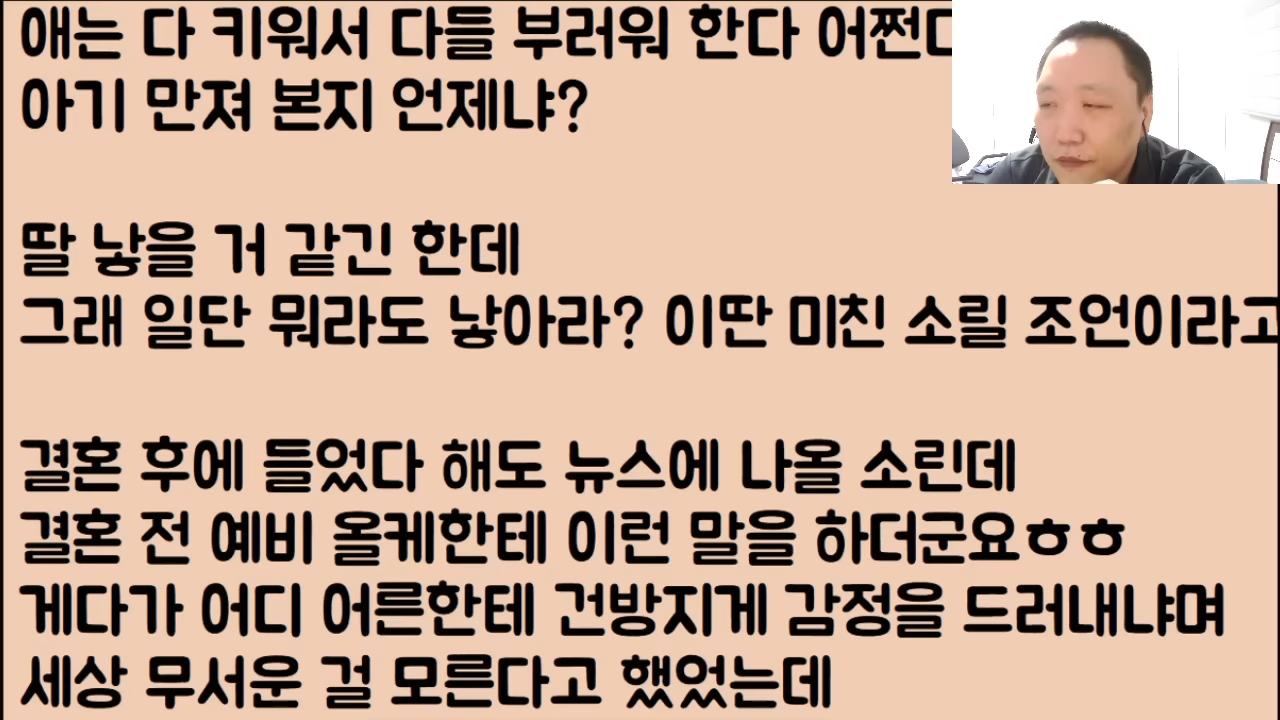 애는 다 키워서 다들 부러워 한다 어쩐다
아기 만져 본지 언제냐?
딸 낳을 거 같긴 한데
그래 일단 뭐라도 낳아라? 이딴 미친 소릴 조언이라고
결혼 후에 들었다 해도 뉴스에 나올 소린데
결혼 전 예비 올케한테 이런 말을 하더군요ㅎㅎ
게다가 어디 어른한테 건방지게 감정을 드러내냐며
세상 무서운 걸 모른다고 했었는데